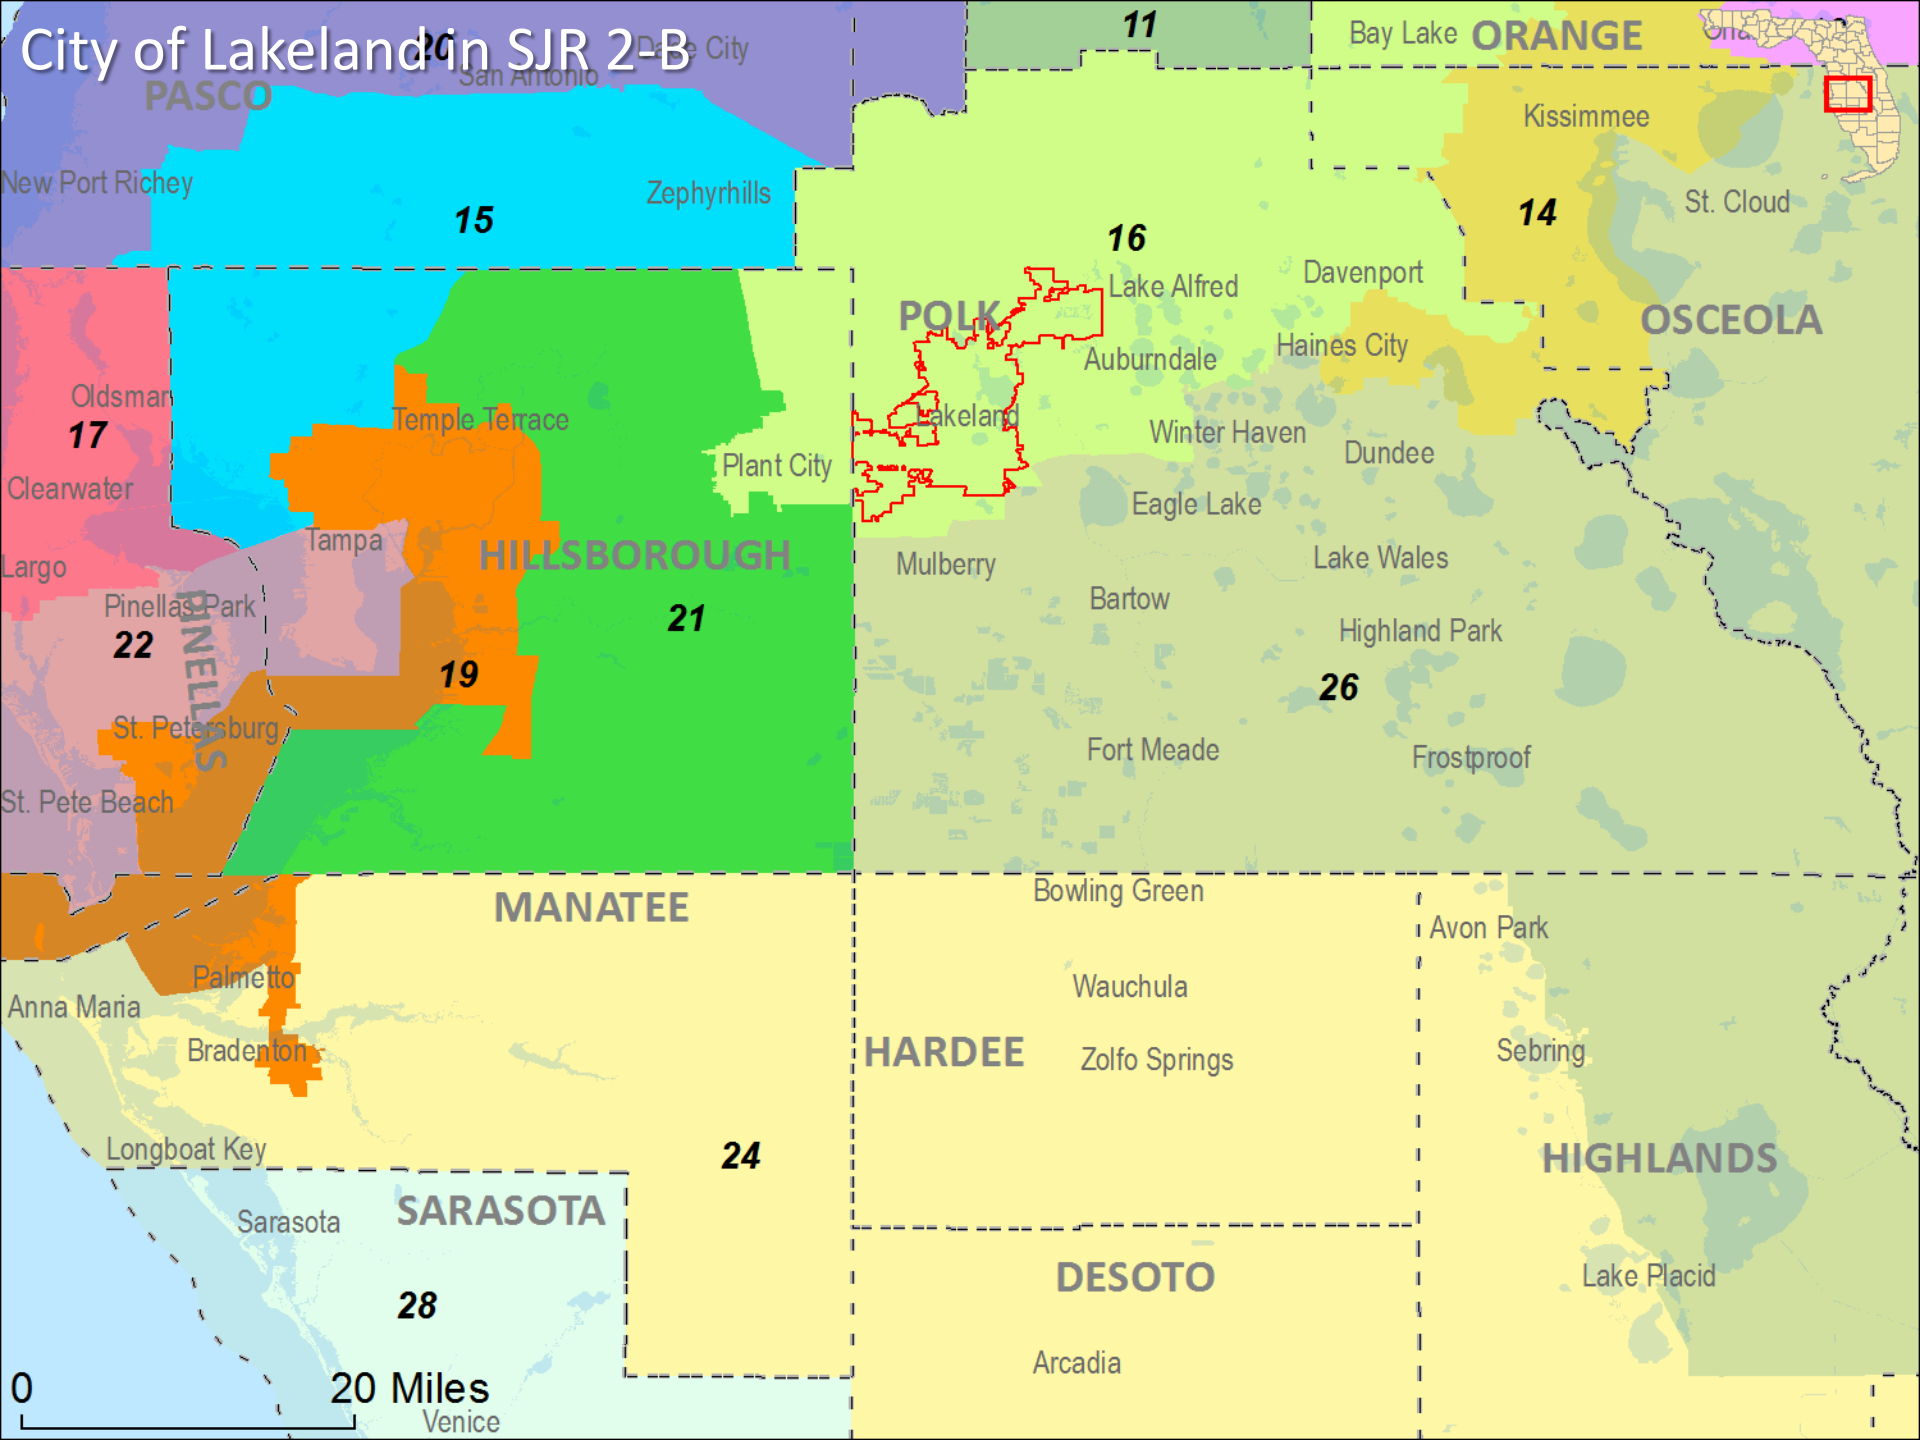 City of Lakeland in SJR 2-B
20
Dade City
San Antonio
PASCO
11
Bay Lake
ORANGE
Kissimmee
New Port Richey
Zephyrhills
15
16
14
St. Cloud
Lake Alfred
Davenport
POLK
OSCEOLA
Auburndale
Haines City
Oldsmar
17
Temple Terrace
Lakeland
Winter Haven
Dundee
Plant City
Clearwater
Eagle Lake
Tampa
HILLSBOROUGH
Largo
Mulberry
Lake Wales
Pinellas Park
PINELLAS
22
Bartow
21
Highland Park
19
26
St. Petersburg
Fort Meade
Frostproof
St. Pete Beach
MANATEE
Bowling Green
Avon Park
Palmetto
Wauchula
Anna Maria
Bradenton
HARDEE
Zolfo Springs
Sebring
Longboat Key
24
HIGHLANDS
SARASOTA
Sarasota
DESOTO
Lake Placid
28
Arcadia
0
20 Miles
Venice